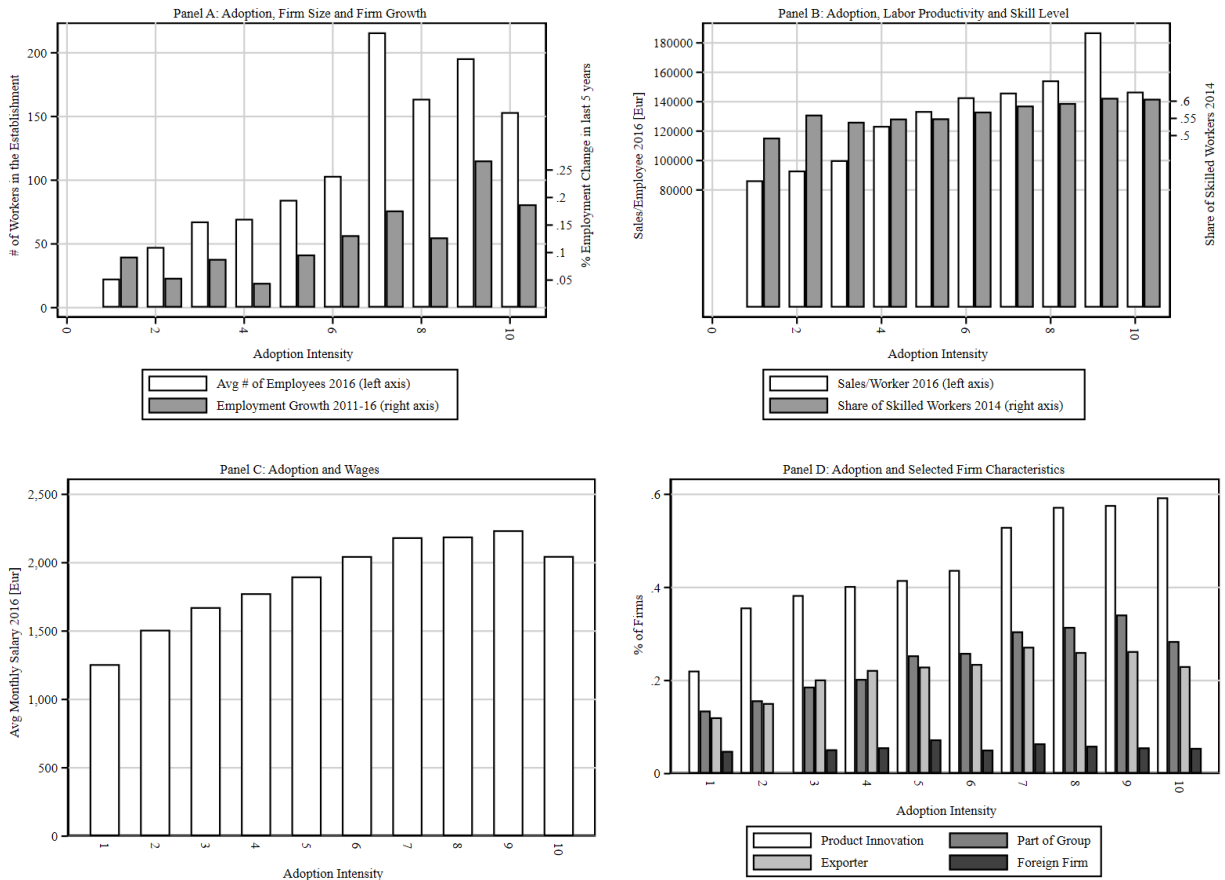 Panel A: Adoption, Firm Size and Firm Growth
# of Workers in the Establishment
200
150
100
50
0
% Employment Change in last 5 years
.25
.2
.15
.1
.05
0 2 4 6 8 10
Adoption Intensity
Avg # of Employees 2016 (left axis)
Employment Growth 2011-16 (right axis)
Panel B: Adoption, Labor Productivity and Skill Level
Sales/Employee 2016 [Eur]
180000
160000
140000
120000
100000
80000
Share of Skilled Workers 2014
.6
.55
.5
0 2 4 6 8 10
Adoption Intensity
Sales/Worker 2016 (left axis)
Share of Skilled Workers 2014 (right axis)
Panel C: Adoption and Wages
Avg Monthly Salary 2016 [Eur]
2,500
2,000
1,500
1,000
500
0
1 2 3 4 5 6 7 8 9 10
Adoption Intensity
Panel D: Adoption and Selected Firm Characteristics
% of Firms
.6
.4
.2
0
1 2 3 4 5 6 7 8 9 10
Adoption Intensity
Product Innovation Part of Group
Exporter Foreign Firm